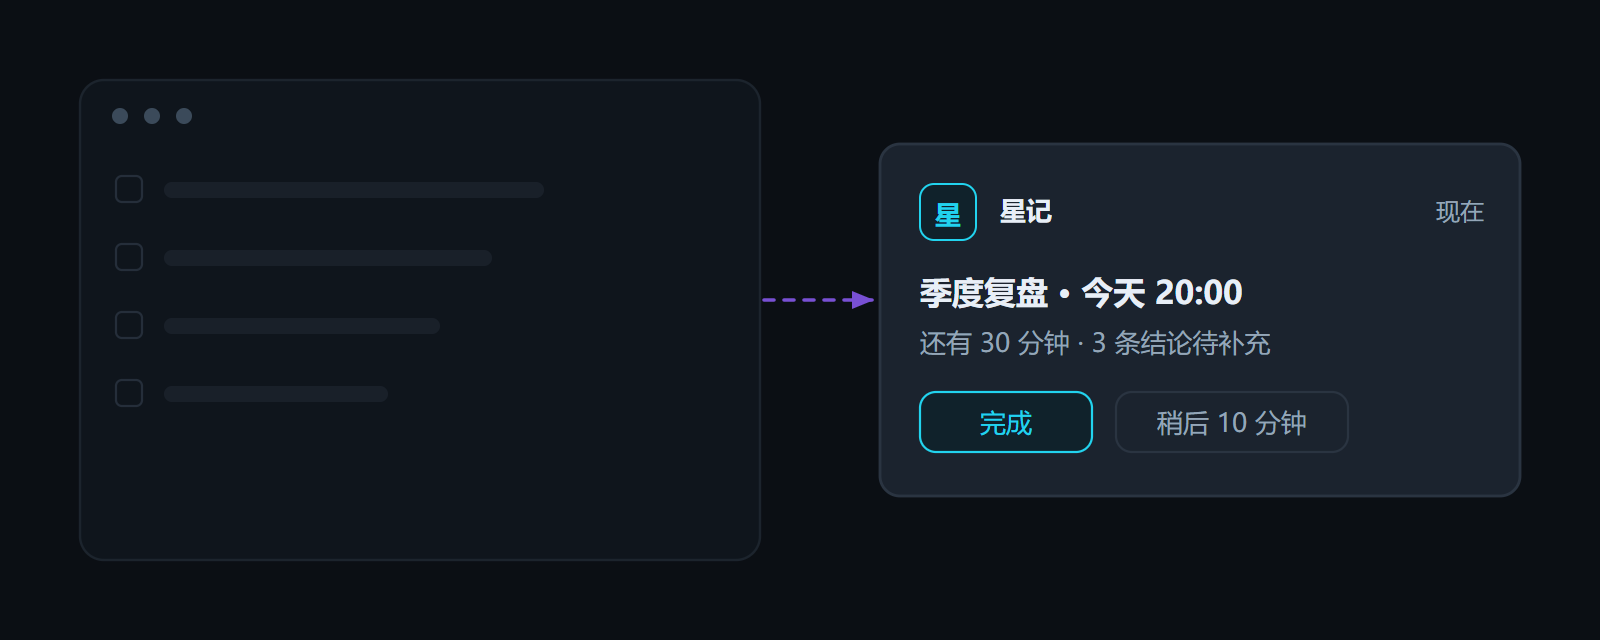 星
星记
现在
季度复盘 • 今天 20:00
还有 30 分钟 · 3 条结论待补充
完成
稍后 10 分钟